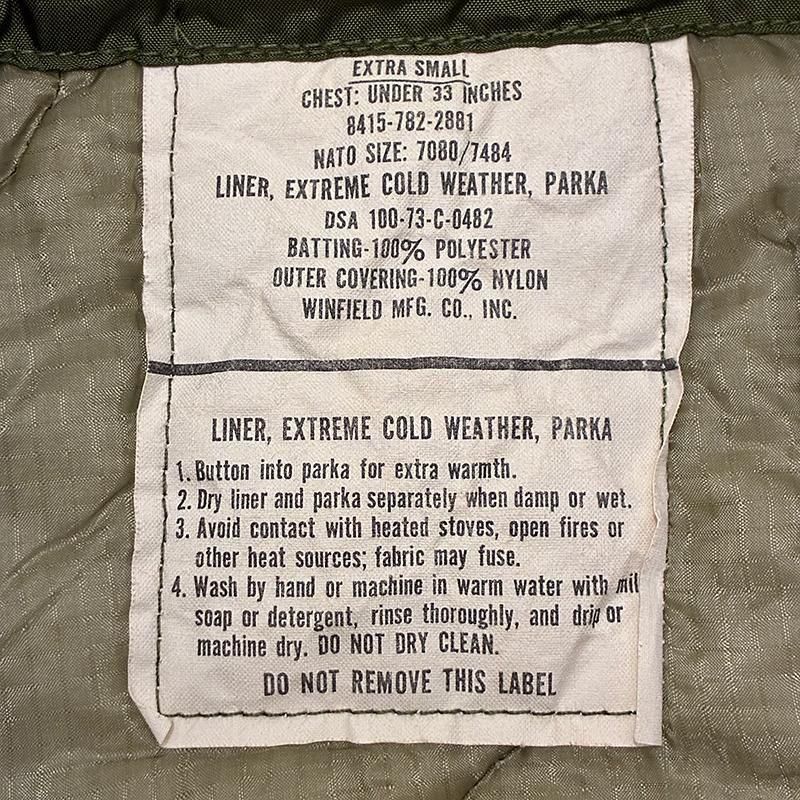 EXTRA SMALL
CHEST: UNDER 33 INCHES
8415-782-2881
NATO SIZE: 7080/7484
LINER, EXTREME COLD WEATHER, PARKA
DSA 100-73-C-0482
BATTING-100% POLYESTER
OUTER COVERING-100% NYLON
WINFIELD MFG. CO., INC.
LINER, EXTREME COLD WEATHER, PARKA
1. Button into parka for extra warmth.
2. Dry liner and parka separately when damp or wet.
3. Avoid contact with heated stoves, open fires or
other heat sources; fabric may fuse.
4. Wash by hand or machine in warm water with mil
soap or detergent, rinse thoroughly, and drip or
machine dry. DO NOT DRY CLEAN.
DO NOT REMOVE THIS LABEL